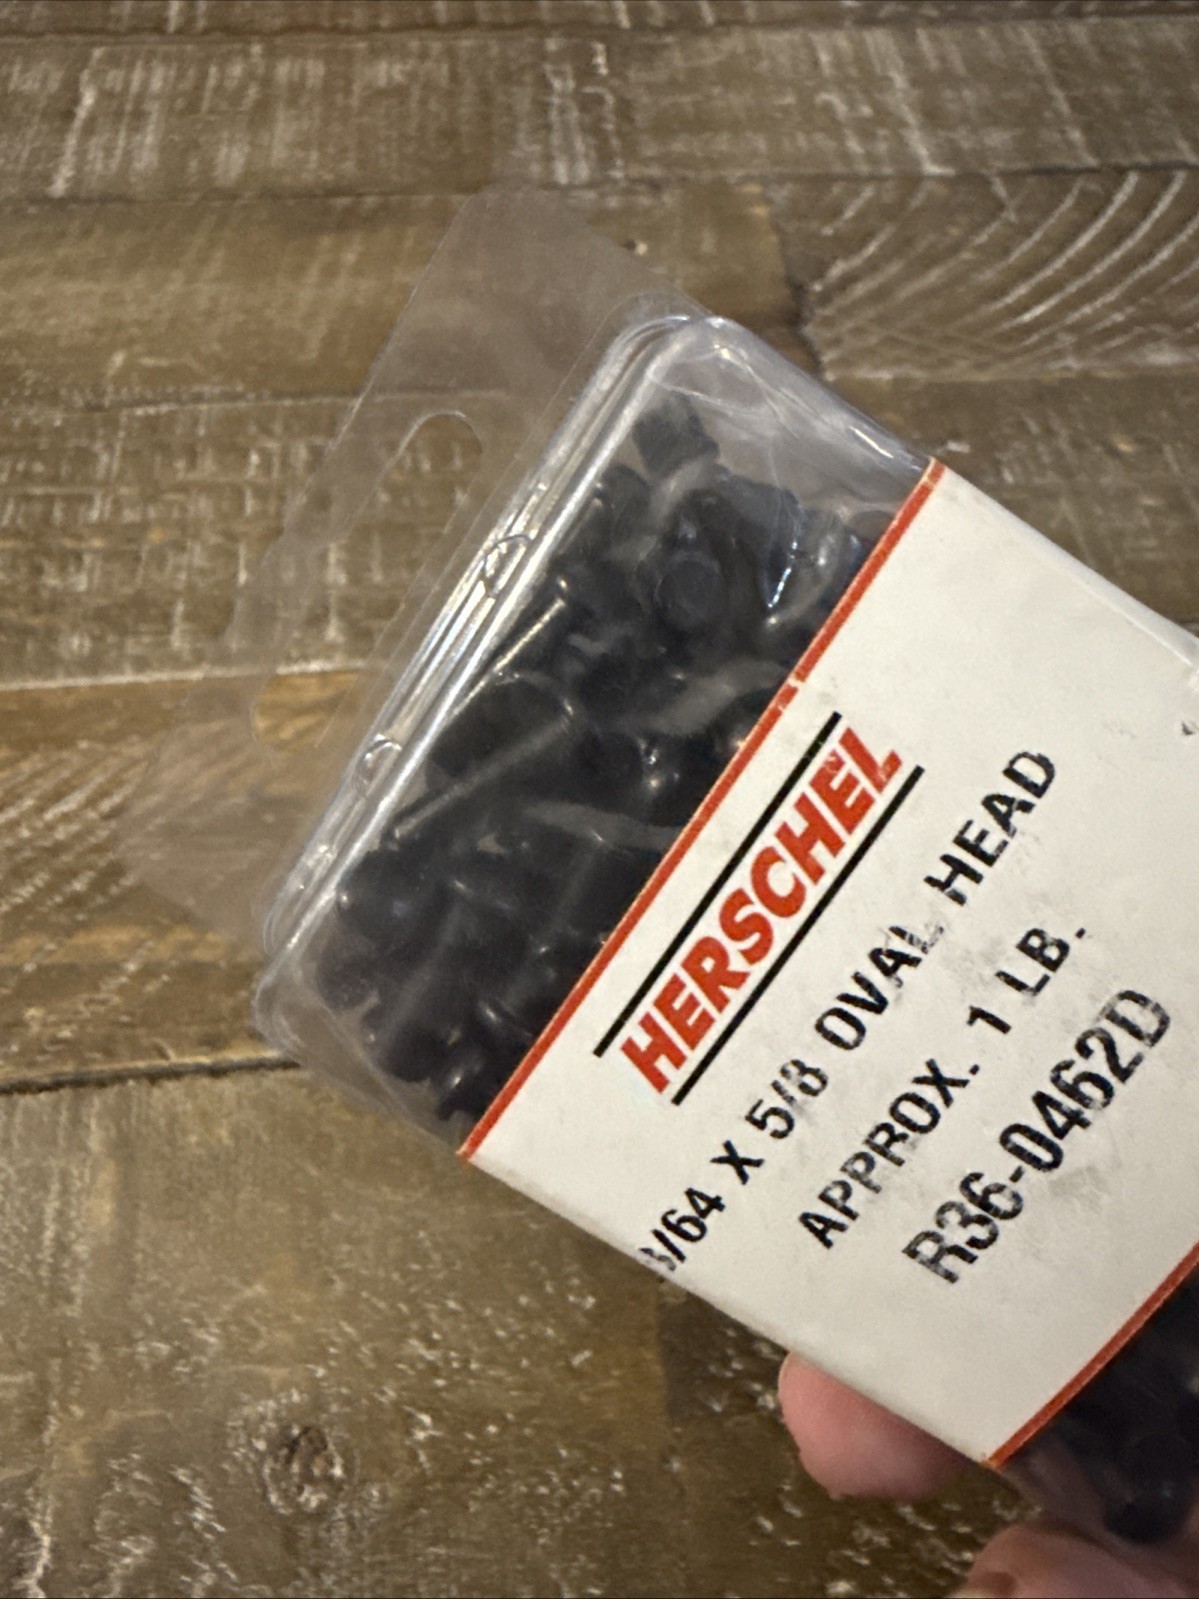 HERSCHEL
/64 X 5/8 OVAL HEAD
APPROX. 1 LB.
R36-0462D